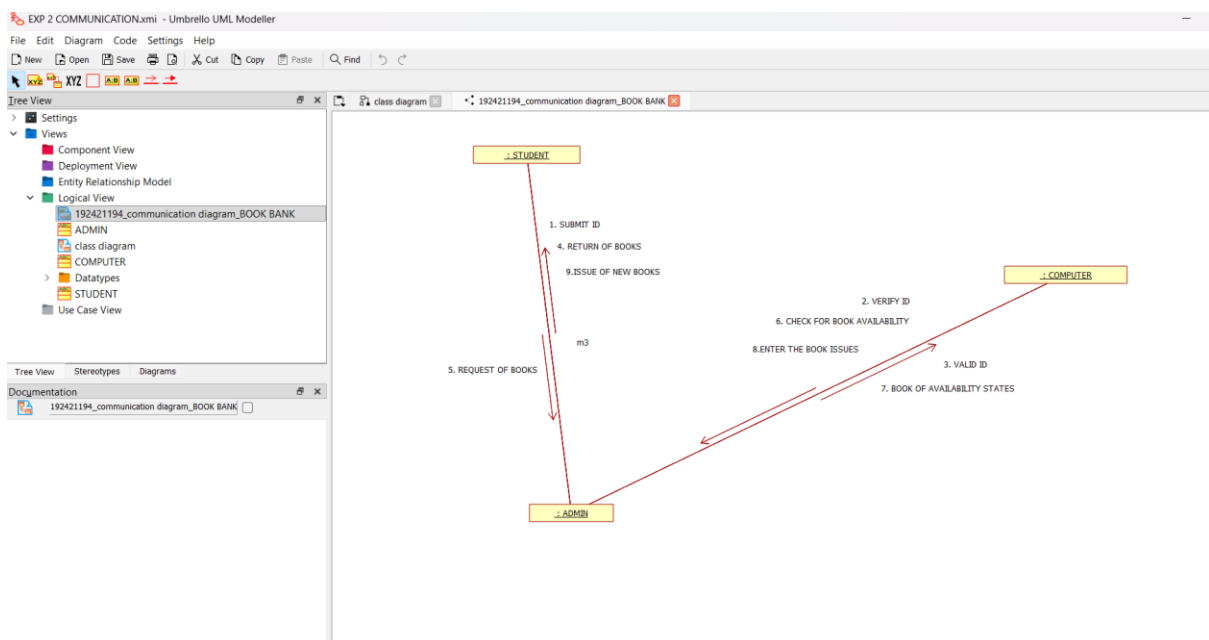 EXP 2 COMMUNICATION.xmi - Umbrello UML Modeller
File Edit Diagram Code Settings Help
New Open Save Cut Copy Paste Find
XYZ XYZ A:B A:B
Tree View
class diagram
192421194_communication diagram_BOOK BANK
Settings
Views
Component View
Deployment View
Entity Relationship Model
Logical View
192421194_communication diagram_BOOK BANK
ADMIN
class diagram
COMPUTER
Datatypes
STUDENT
Use Case View
Tree View Stereotypes Diagrams
Documentation
192421194_communication diagram_BOOK BANK
: STUDENT
1. SUBMIT ID
4. RETURN OF BOOKS
9.ISSUE OF NEW BOOKS
m3
5. REQUEST OF BOOKS
: COMPUTER
2. VERIFY ID
6. CHECK FOR BOOK AVAILABILITY
8.ENTER THE BOOK ISSUES
3. VALID ID
7. BOOK OF AVAILABILITY STATES
: ADMIN